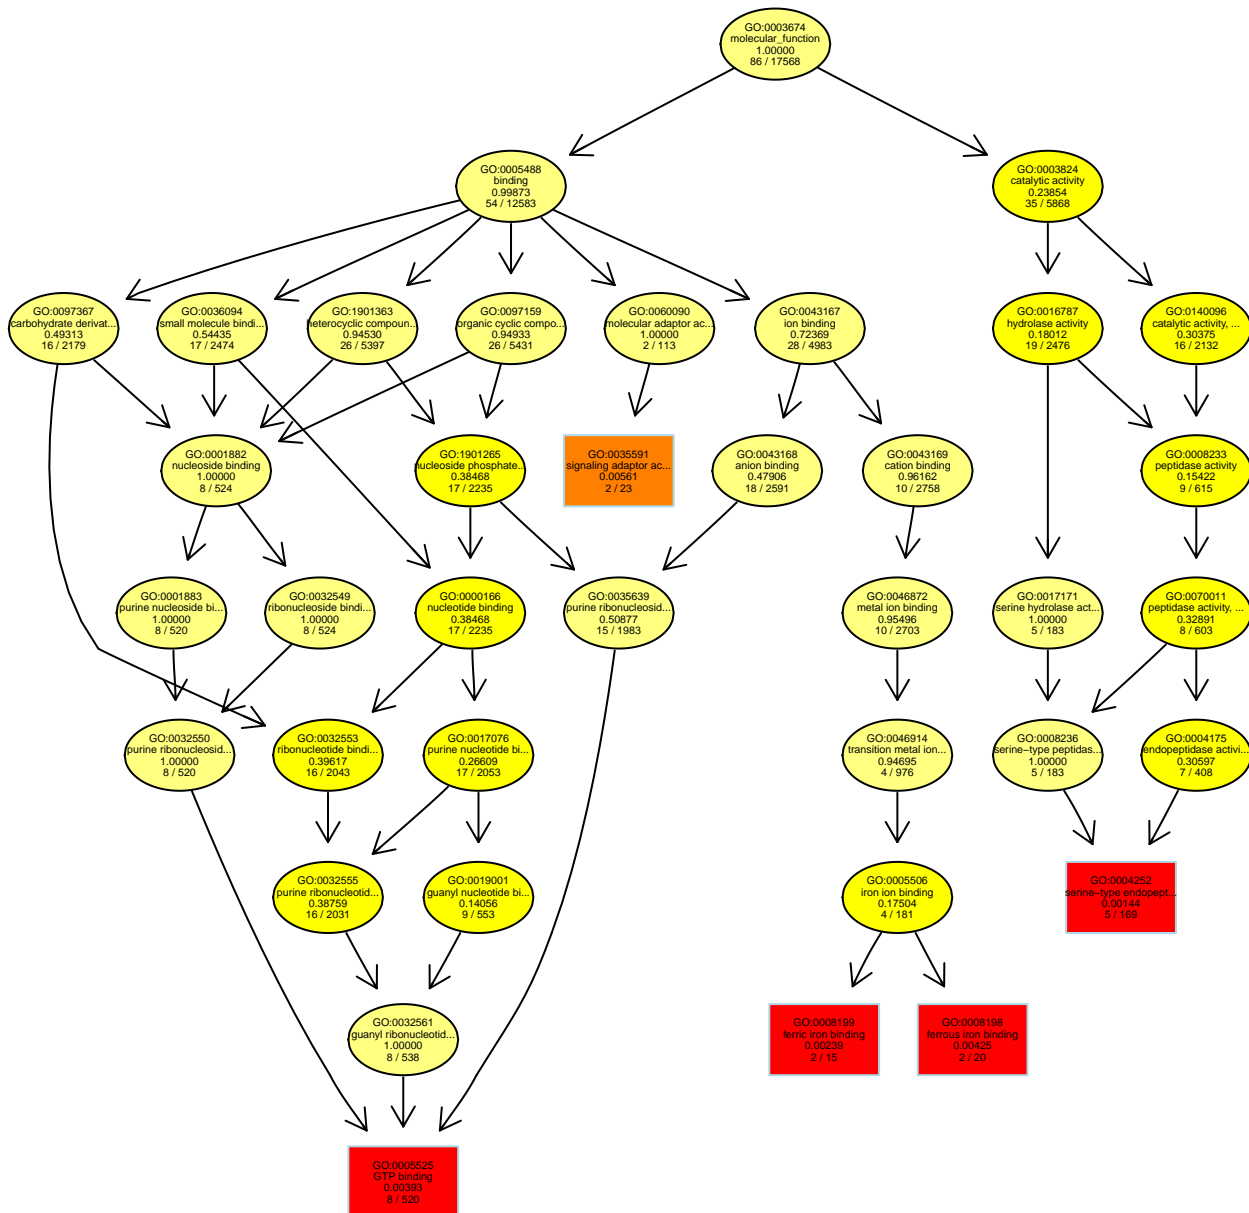 GO:0003674
molecular_function
1.00000
86 / 17568
GO:0005488
binding
0.99873
54 / 12583
GO:0003824
catalytic activity
0.23854
35 / 5868
GO:0097367
carbohydrate derivat...
0.49313
16 / 2179
GO:0036094
small molecule bindi...
0.54435
17 / 2474
GO:1901363
heterocyclic compoun...
0.94530
26 / 5397
GO:0097159
organic cyclic compo...
0.94933
26 / 5431
GO:0060090
molecular adaptor ac...
1.00000
2 / 113
GO:0043167
ion binding
0.72369
28 / 4983
GO:0016787
hydrolase activity
0.18012
19 / 2476
GO:0140096
catalytic activity, ...
0.30375
16 / 2132
GO:0001882
nucleoside binding
1.00000
8 / 524
GO:1901265
nucleoside phosphate...
0.38468
17 / 2235
GO:0035591
signaling adaptor ac...
0.00561
2 / 23
GO:0043168
anion binding
0.47906
18 / 2591
GO:0043169
cation binding
0.96162
10 / 2758
GO:0008233
peptidase activity
0.15422
9 / 615
GO:0001883
purine nucleoside bi...
1.00000
8 / 520
GO:0032549
ribonucleoside bindi...
1.00000
8 / 524
GO:0000166
nucleotide binding
0.38468
17 / 2235
GO:0035639
purine ribonucleosid...
0.50877
15 / 1983
GO:0046872
metal ion binding
0.95496
10 / 2703
GO:0017171
serine hydrolase act...
1.00000
5 / 183
GO:0070011
peptidase activity, ...
0.32891
8 / 603
GO:0032550
purine ribonucleosid...
1.00000
8 / 520
GO:0032553
ribonucleotide bindi...
0.39617
16 / 2043
GO:0017076
purine nucleotide bi...
0.26609
17 / 2053
GO:0046914
transition metal ion...
0.94695
4 / 976
GO:0008236
serine−type peptidas...
1.00000
5 / 183
GO:0004175
endopeptidase activi...
0.30597
7 / 408
GO:0032555
purine ribonucleotid...
0.38759
16 / 2031
GO:0019001
guanyl nucleotide bi...
0.14056
9 / 553
GO:0005506
iron ion binding
0.17504
4 / 181
GO:0004252
serine−type endopept...
0.00144
5 / 169
GO:0032561
guanyl ribonucleotid...
1.00000
8 / 538
GO:0008199
ferric iron binding
0.00239
2 / 15
GO:0008198
ferrous iron binding
0.00425
2 / 20
GO:0005525
GTP binding
0.00393
8 / 520